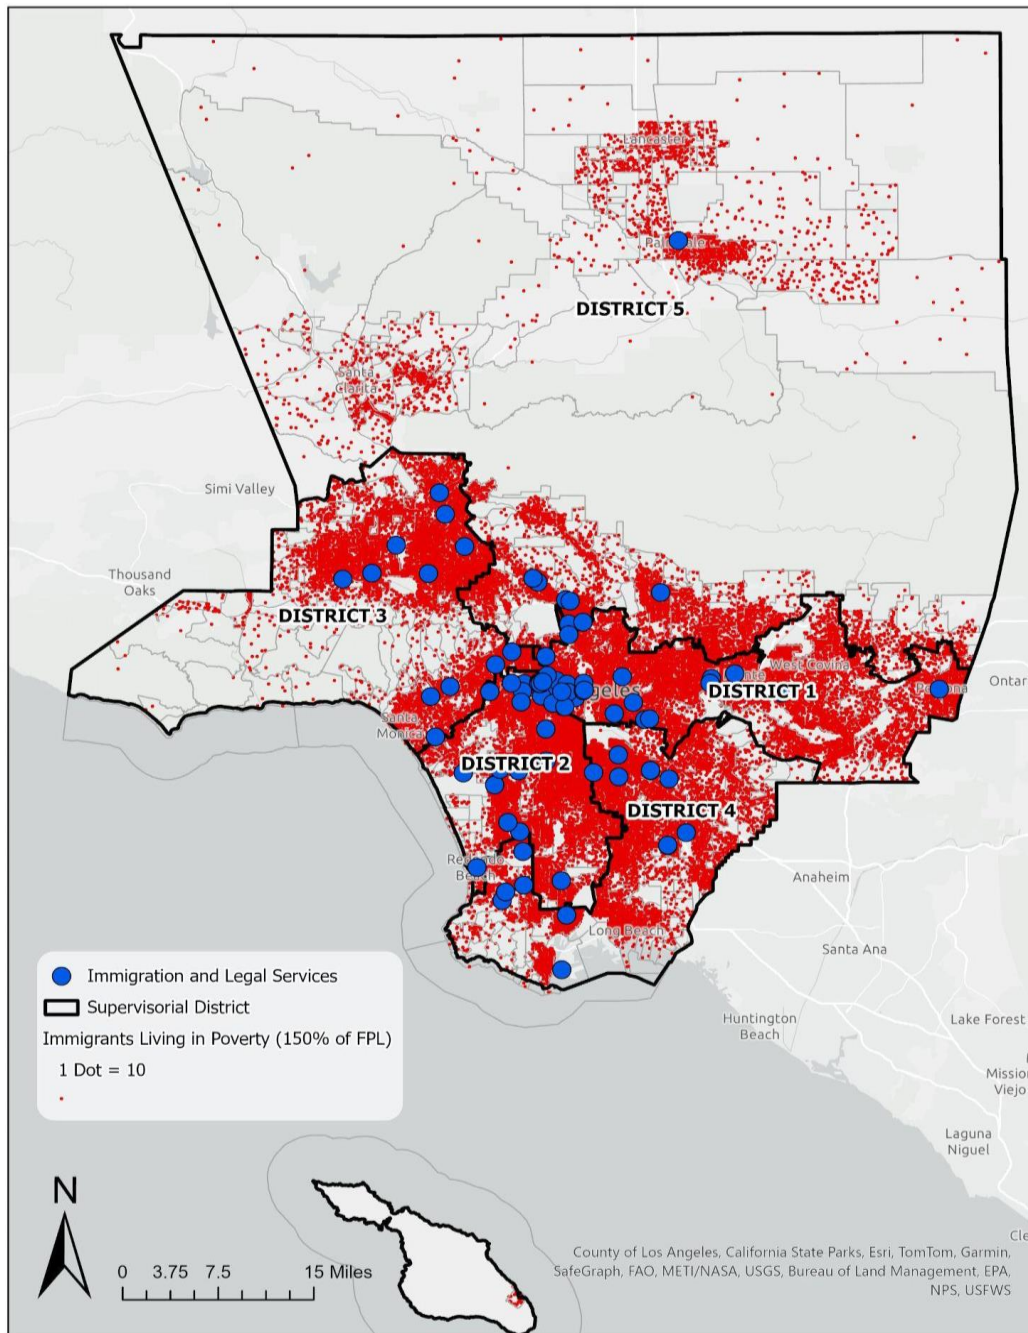 Lancaster
DISTRICT 5
Santa
Clarita
Simi Valley
Thousand
Oaks
DISTRICT 3
West Covina
DISTRICT 1
Ontar
Santa
Monica
DISTRICT 2
DISTRICT 4
Redondo
Beach
Anaheim
Long Beach
Santa Ana
Huntington
Beach
Lake Forest
Mission
Viejo
Laguna
Niguel
Immigration and Legal Services
Supervisorial District
Immigrants Living in Poverty (150% of FPL)
1 Dot = 10
N
0 3.75 7.5 15 Miles
Cle
County of Los Angeles, California State Parks, Esri, TomTom, Garmin,
SafeGraph, FAO, METI/NASA, USGS, Bureau of Land Management, EPA,
NPS, USFWS